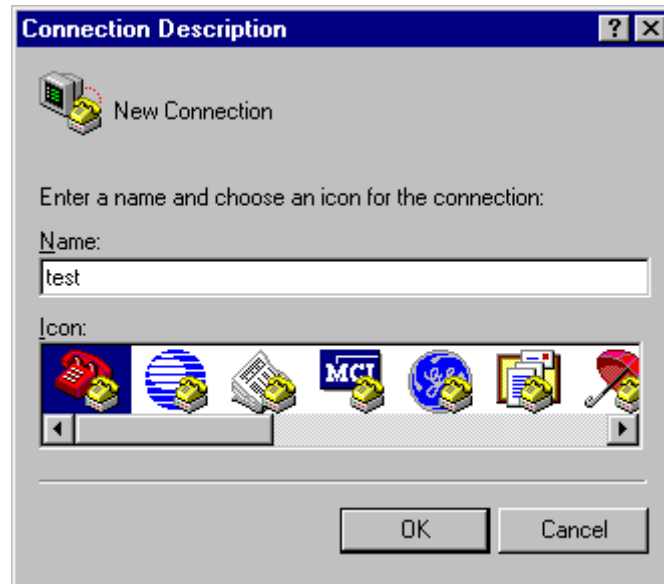 Connection Description
New Connection
Enter a name and choose an icon for the connection:
Name:
test
Icon:
MCI
OK Cancel